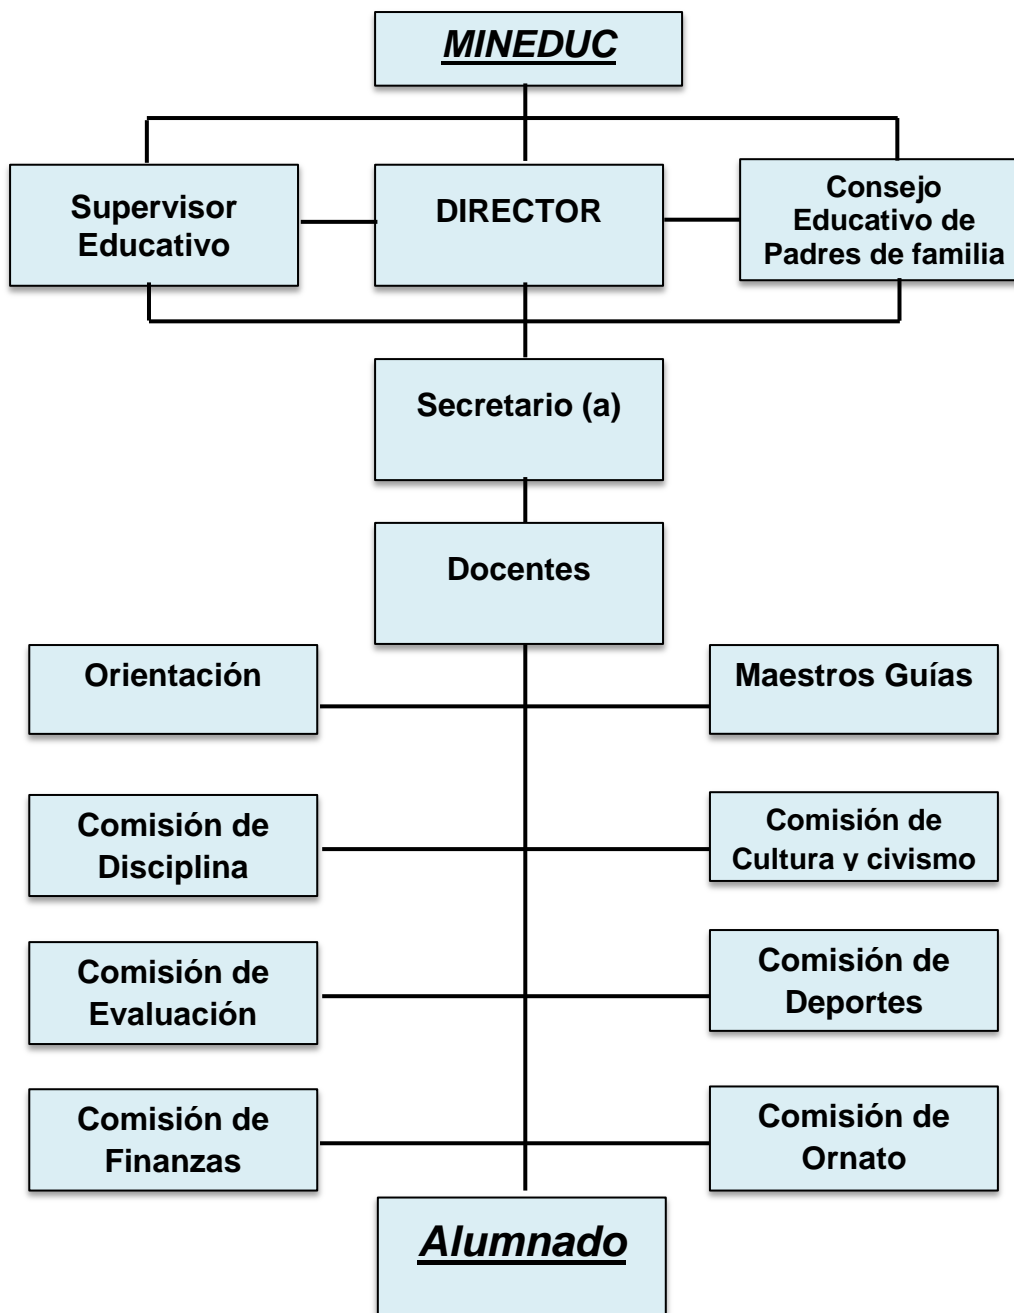 MINEDUC
Supervisor
Educativo
DIRECTOR
Consejo
Educativo de
Padres de familia
Secretario (a)
Docentes
Orientación
Maestros Guías
Comisión de
Disciplina
Comisión de
Cultura y civismo
Comisión de
Evaluación
Comisión de
Deportes
Comisión de
Finanzas
Comisión de
Ornato
Alumnado